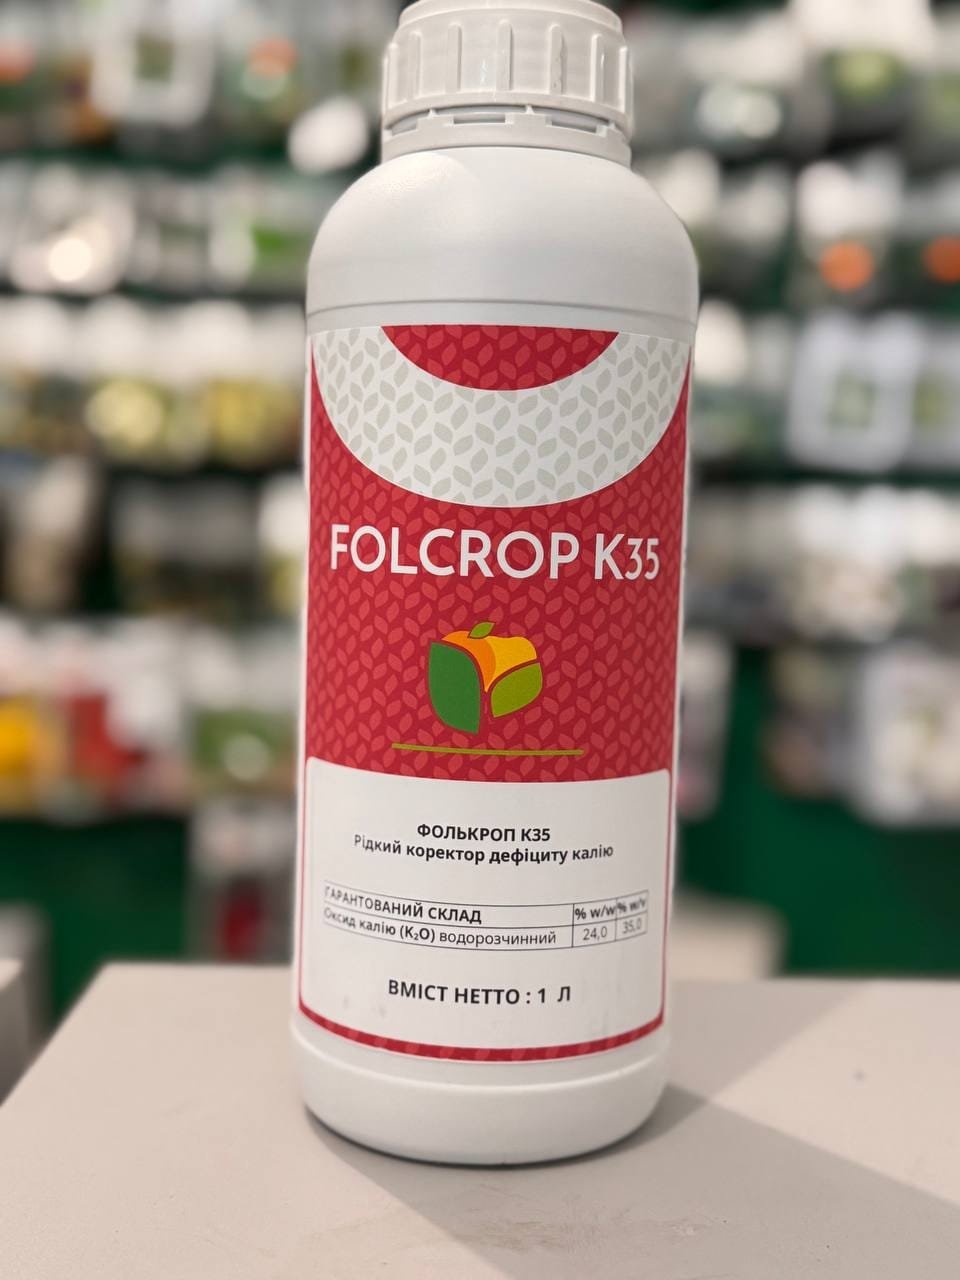 FOLCROP K35
ФОЛЬКРОП К35
Рідкий коректор дефіциту калію
ГАРАНТОВАНИЙ СКЛАД % w/w % w/v
Оксид калію (K₂O) водорозчинний 24,0 35,0
ВМІСТ НЕТТО : 1 Л